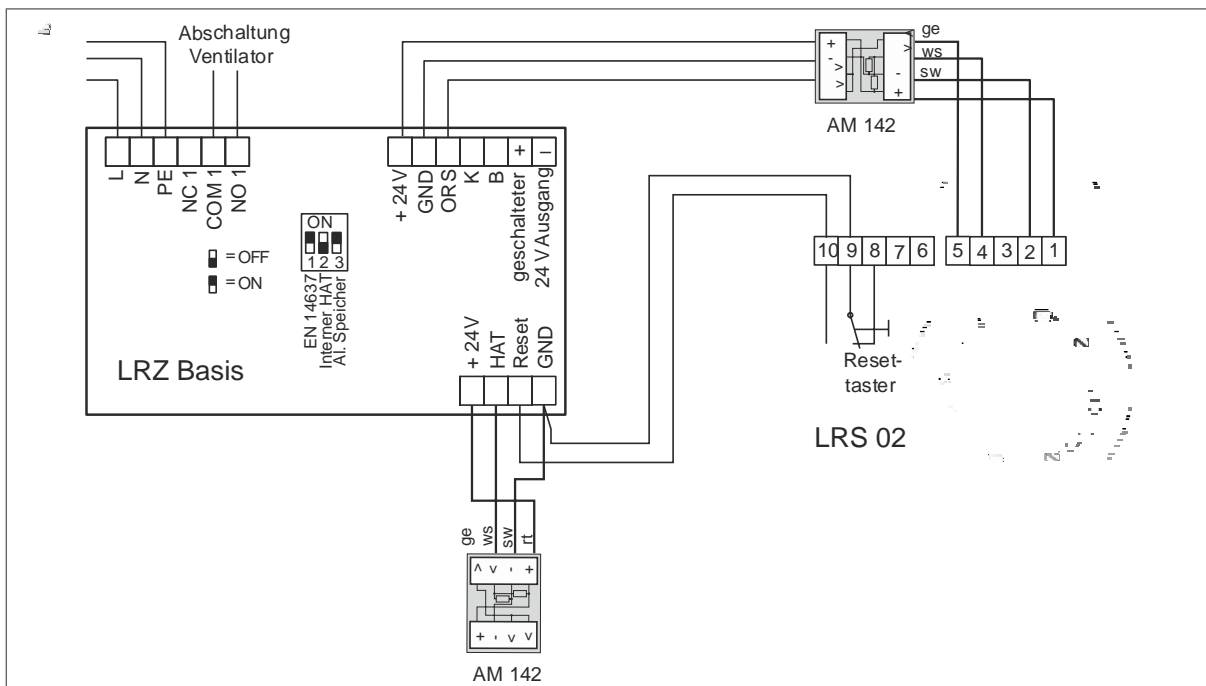 Abschaltung
Ventilator
L
N
PE
NC 1
COM 1
NO 1
+ 24 V
GND
ORS
K
B
geschalteter
24 V Ausgang
+
–
ON
1 2 3
= OFF
= ON
EN 14637
Interner HAT
Al. Speicher
LRZ Basis
+ 24V
HAT
Reset
GND
+
-
v
v
v
-
+
ge
ws
sw
AM 142
10 9 8 7 6
5 4 3 2 1
Reset-
taster
LRS 02
ge
ws
sw
rt
^ v - +
+ - v v
AM 142